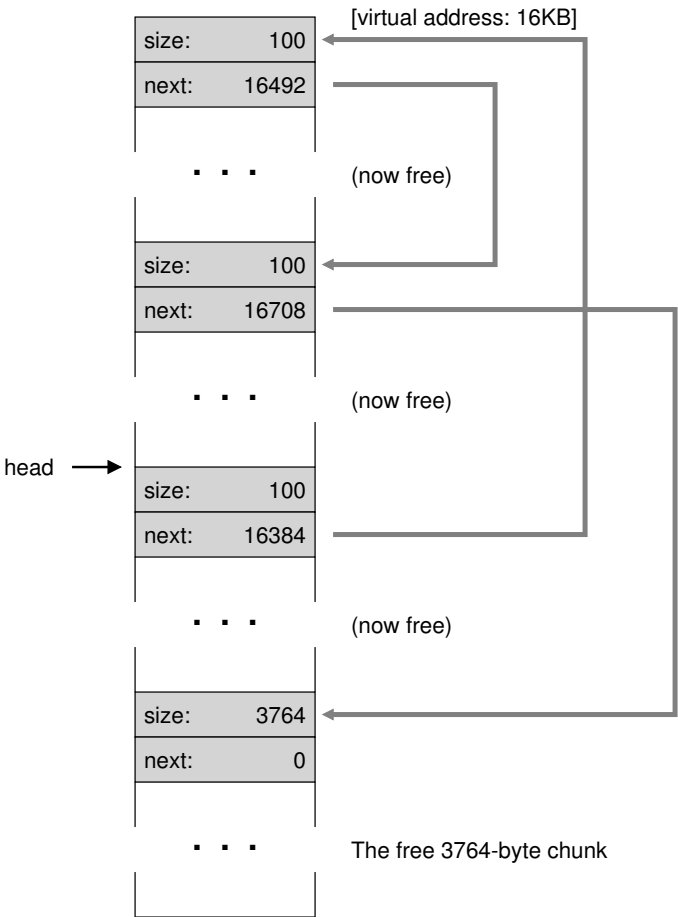 [virtual address: 16KB]
size: 100
next: 16492
. . .
(now free)
size: 100
next: 16708
. . .
(now free)
head
size: 100
next: 16384
. . .
(now free)
size: 3764
next: 0
. . .
The free 3764-byte chunk